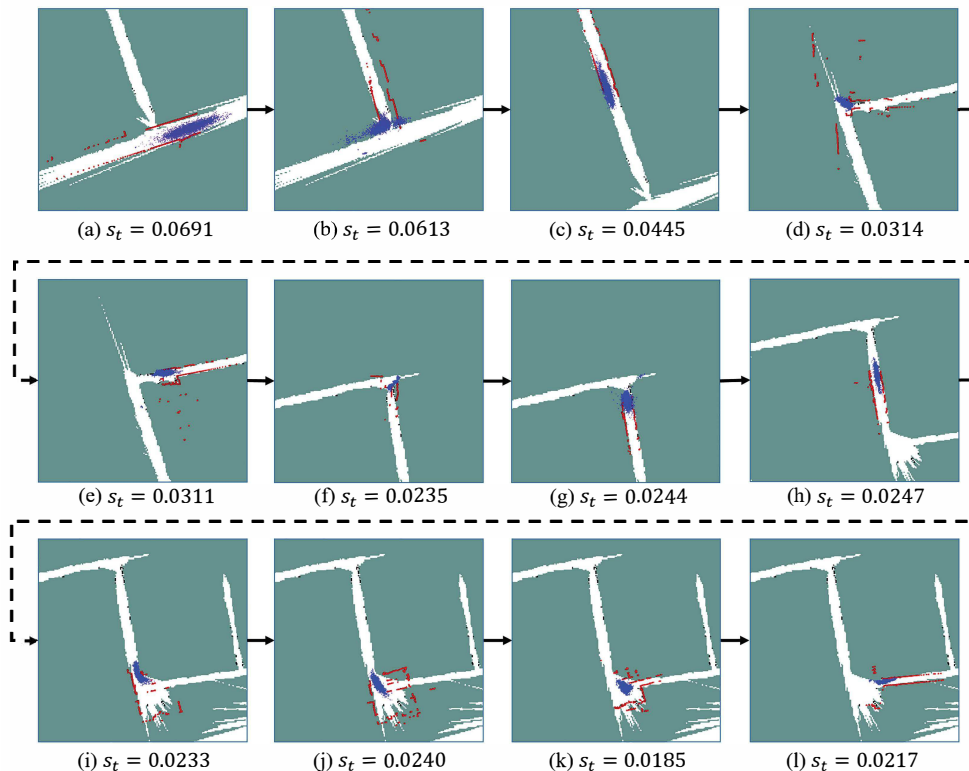 (a) s_t = 0.0691
(b) s_t = 0.0613
(c) s_t = 0.0445
(d) s_t = 0.0314
(e) s_t = 0.0311
(f) s_t = 0.0235
(g) s_t = 0.0244
(h) s_t = 0.0247
(i) s_t = 0.0233
(j) s_t = 0.0240
(k) s_t = 0.0185
(l) s_t = 0.0217